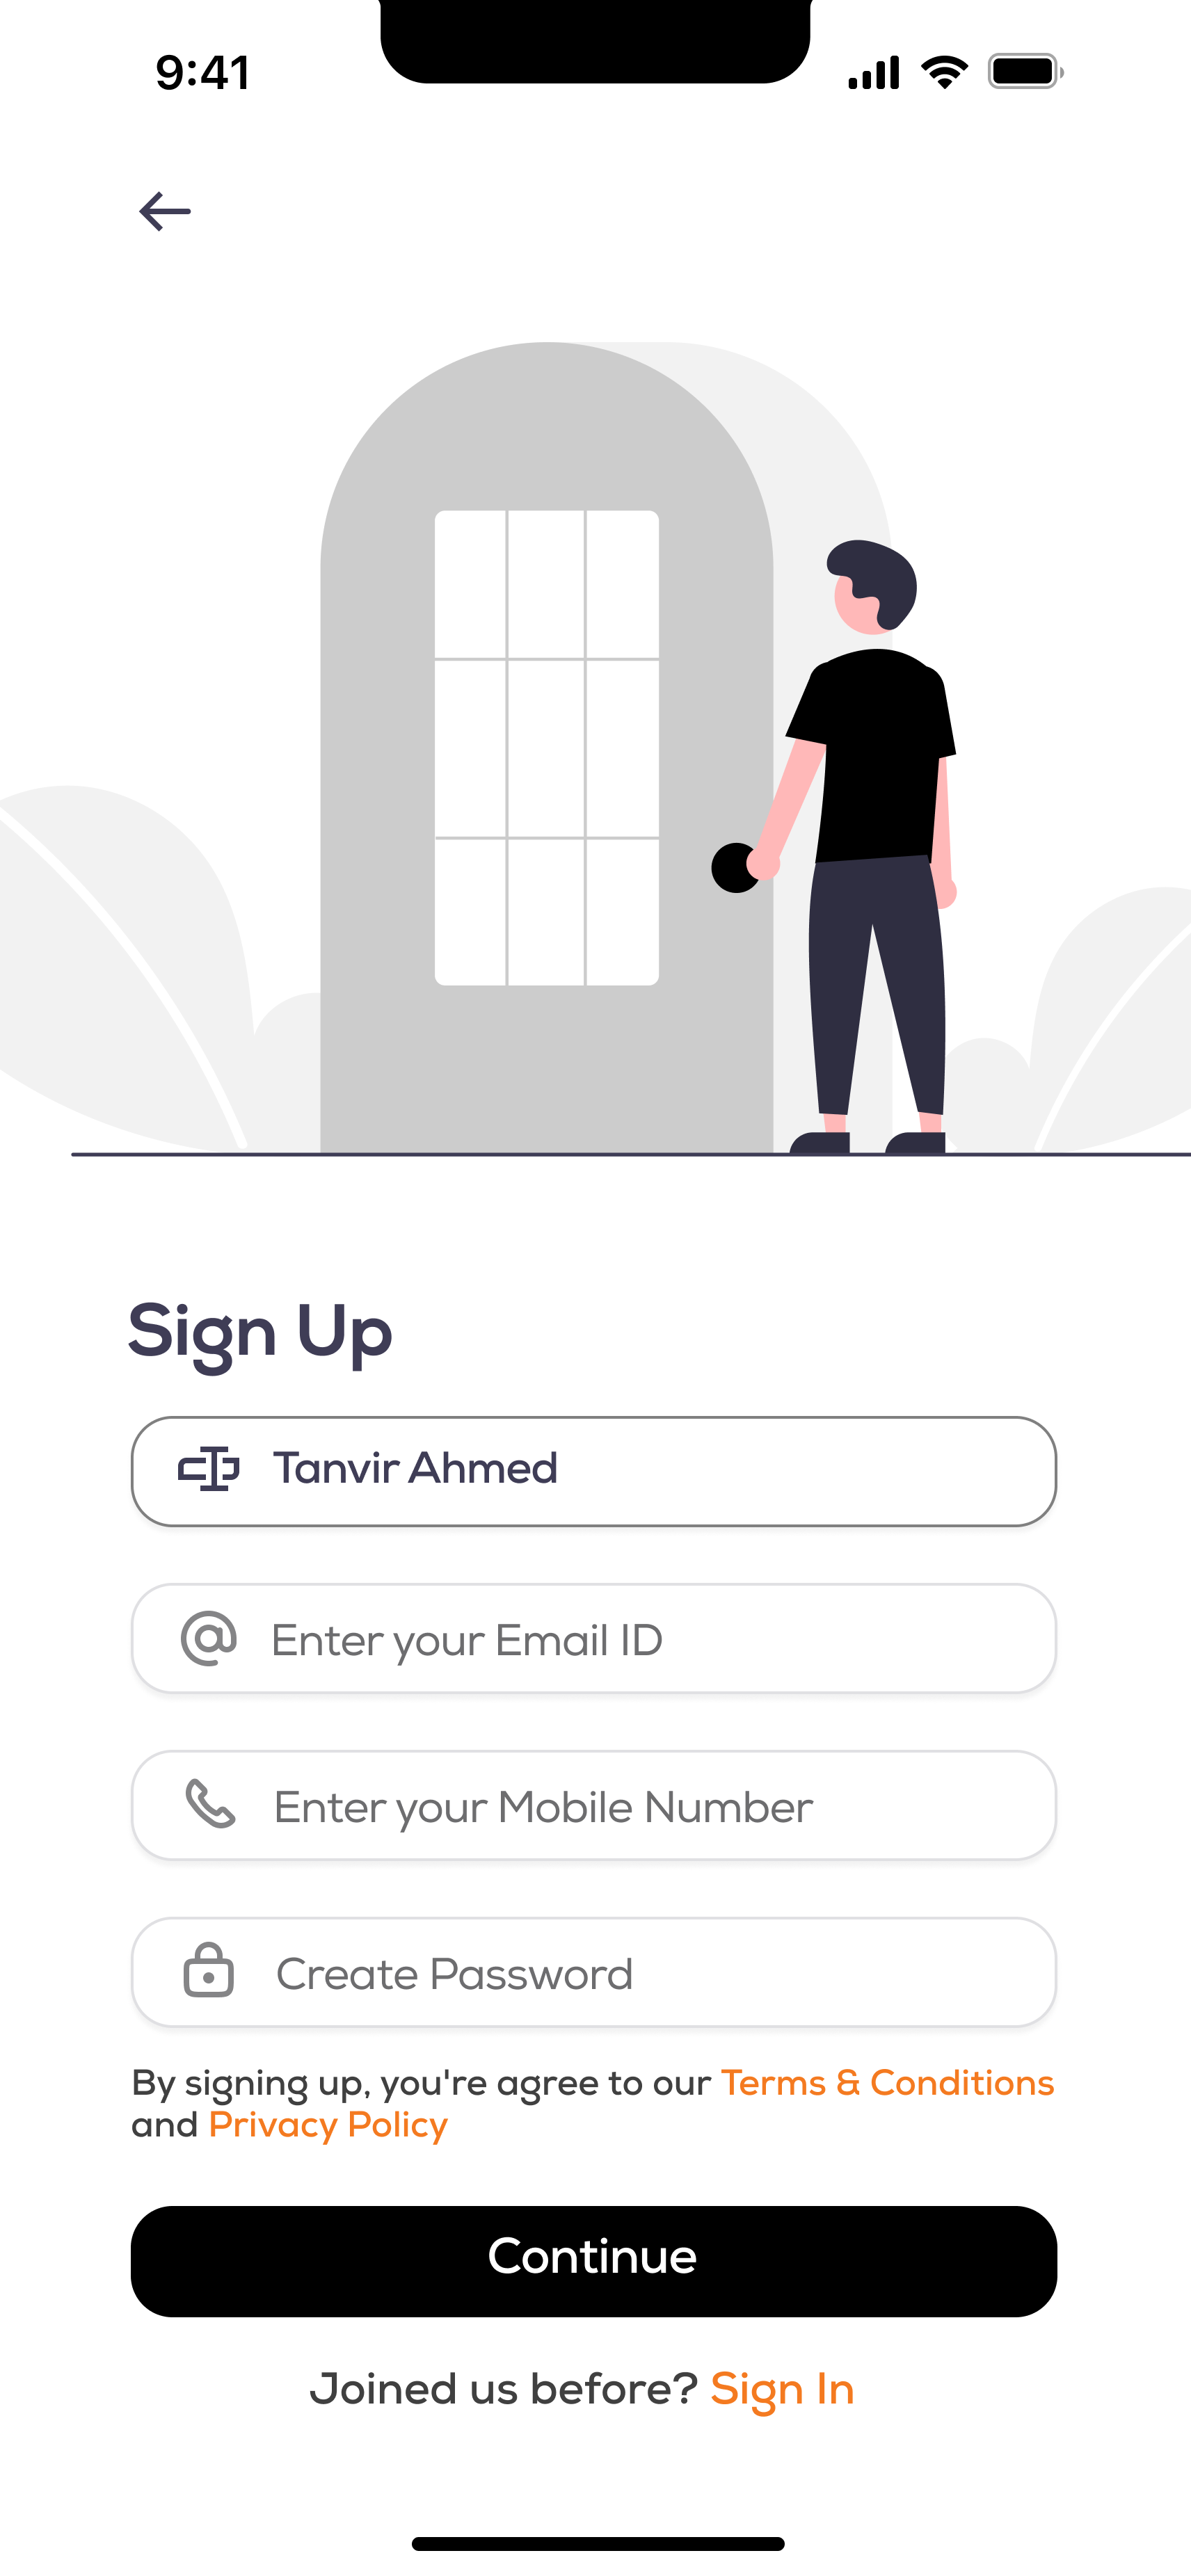 9:41
Sign Up
Tanvir Ahmed
Enter your Email ID
Enter your Mobile Number
Create Password
By signing up, you're agree to our Terms & Conditions
and Privacy Policy
Continue
Joined us before? Sign In